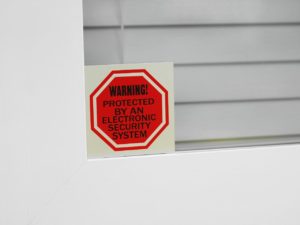 WARNING!
PROTECTED
BY AN
ELECTRONIC
SECURITY
SYSTEM